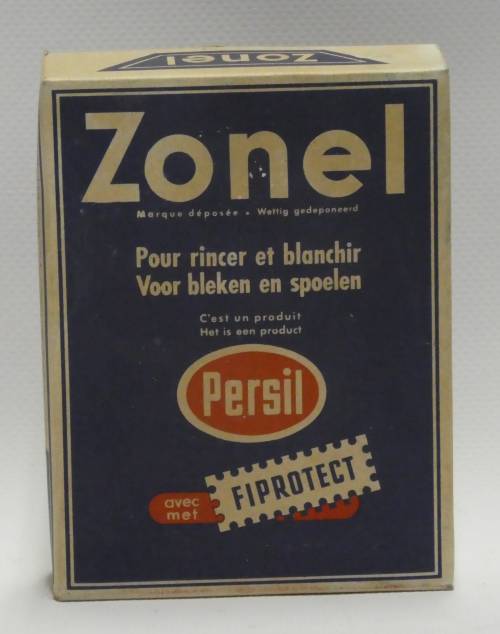 Zonel
Zonel
Zonel
Marque déposée • Wettig gedeponeerd
Pour rincer et blanchir
Voor bleken en spoelen
C'est un produit
Het is een product
Persil
avec
met
FIPROTECT